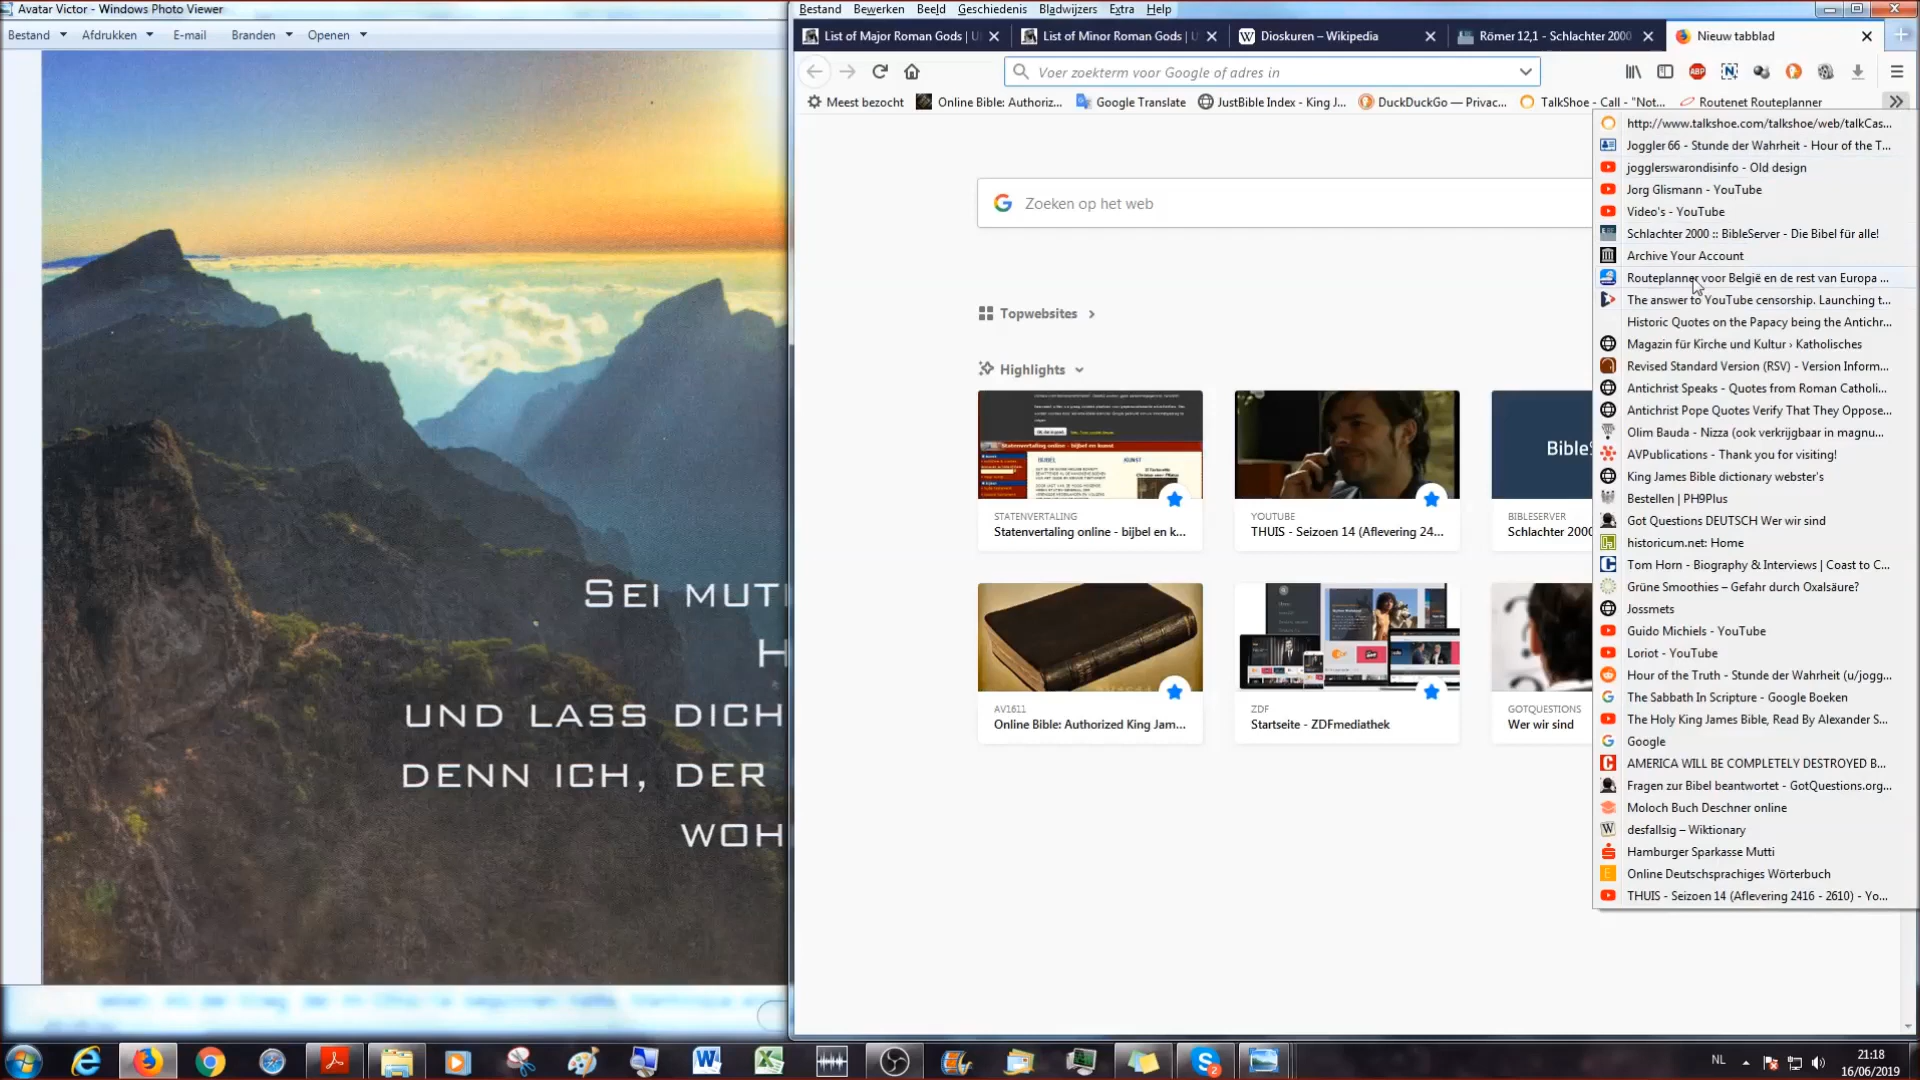 Avatar Victor - Windows Photo Viewer
Bestand Afdrukken E-mail Branden Openen
SEI MUTI
H
UND LASS DICH
DENN ICH, DER
WOH
Bestand Bewerken Beeld Geschiedenis Bladwijzers Extra Help
List of Major Roman Gods | U
List of Minor Roman Gods | U
Dioskuren – Wikipedia
Römer 12,1 - Schlachter 2000
Nieuw tabblad
Voer zoekterm voor Google of adres in
ABP
N
Meest bezocht
Online Bible: Authoriz...
Google Translate
JustBible Index - King J...
DuckDuckGo — Privac...
TalkShoe - Call - "Not...
Routenet Routeplanner
Zoeken op het web
Topwebsites
Highlights
STATENVERTALING
Statenvertaling online - bijbel en k...
YOUTUBE
THUIS - Seizoen 14 (Aflevering 24...
BibleS
BIBLESERVER
Schlachter 2000
AV1611
Online Bible: Authorized King Jam...
ZDF
Startseite - ZDFmediathek
GOTQUESTIONS
Wer wir sind
http://www.talkshoe.com/talkshoe/web/talkCas...
Joggler 66 - Stunde der Wahrheit - Hour of the T...
jogglerswarondisinfo - Old design
Jorg Glismann - YouTube
Video's - YouTube
Schlachter 2000 :: BibleServer - Die Bibel für alle!
Archive Your Account
Routeplanner voor België en de rest van Europa ...
The answer to YouTube censorship. Launching t...
Historic Quotes on the Papacy being the Antichr...
Magazin für Kirche und Kultur › Katholisches
Revised Standard Version (RSV) - Version Inform...
Antichrist Speaks - Quotes from Roman Catholi...
Antichrist Pope Quotes Verify That They Oppose...
Olim Bauda - Nizza (ook verkrijgbaar in magnu...
AVPublications - Thank you for visiting!
King James Bible dictionary webster's
Bestellen | PH9Plus
Got Questions DEUTSCH Wer wir sind
historicum.net: Home
Tom Horn - Biography & Interviews | Coast to C...
Grüne Smoothies – Gefahr durch Oxalsäure?
Jossmets
Guido Michiels - YouTube
Loriot - YouTube
Hour of the Truth - Stunde der Wahrheit (u/jogg...
The Sabbath In Scripture - Google Boeken
The Holy King James Bible, Read By Alexander S...
Google
AMERICA WILL BE COMPLETELY DESTROYED B...
Fragen zur Bibel beantwortet - GotQuestions.org...
Moloch Buch Deschner online
desfallsig – Wiktionary
Hamburger Sparkasse Mutti
Online Deutschsprachiges Wörterbuch
THUIS - Seizoen 14 (Aflevering 2416 - 2610) - Yo...
NL
21:18
16/06/2019